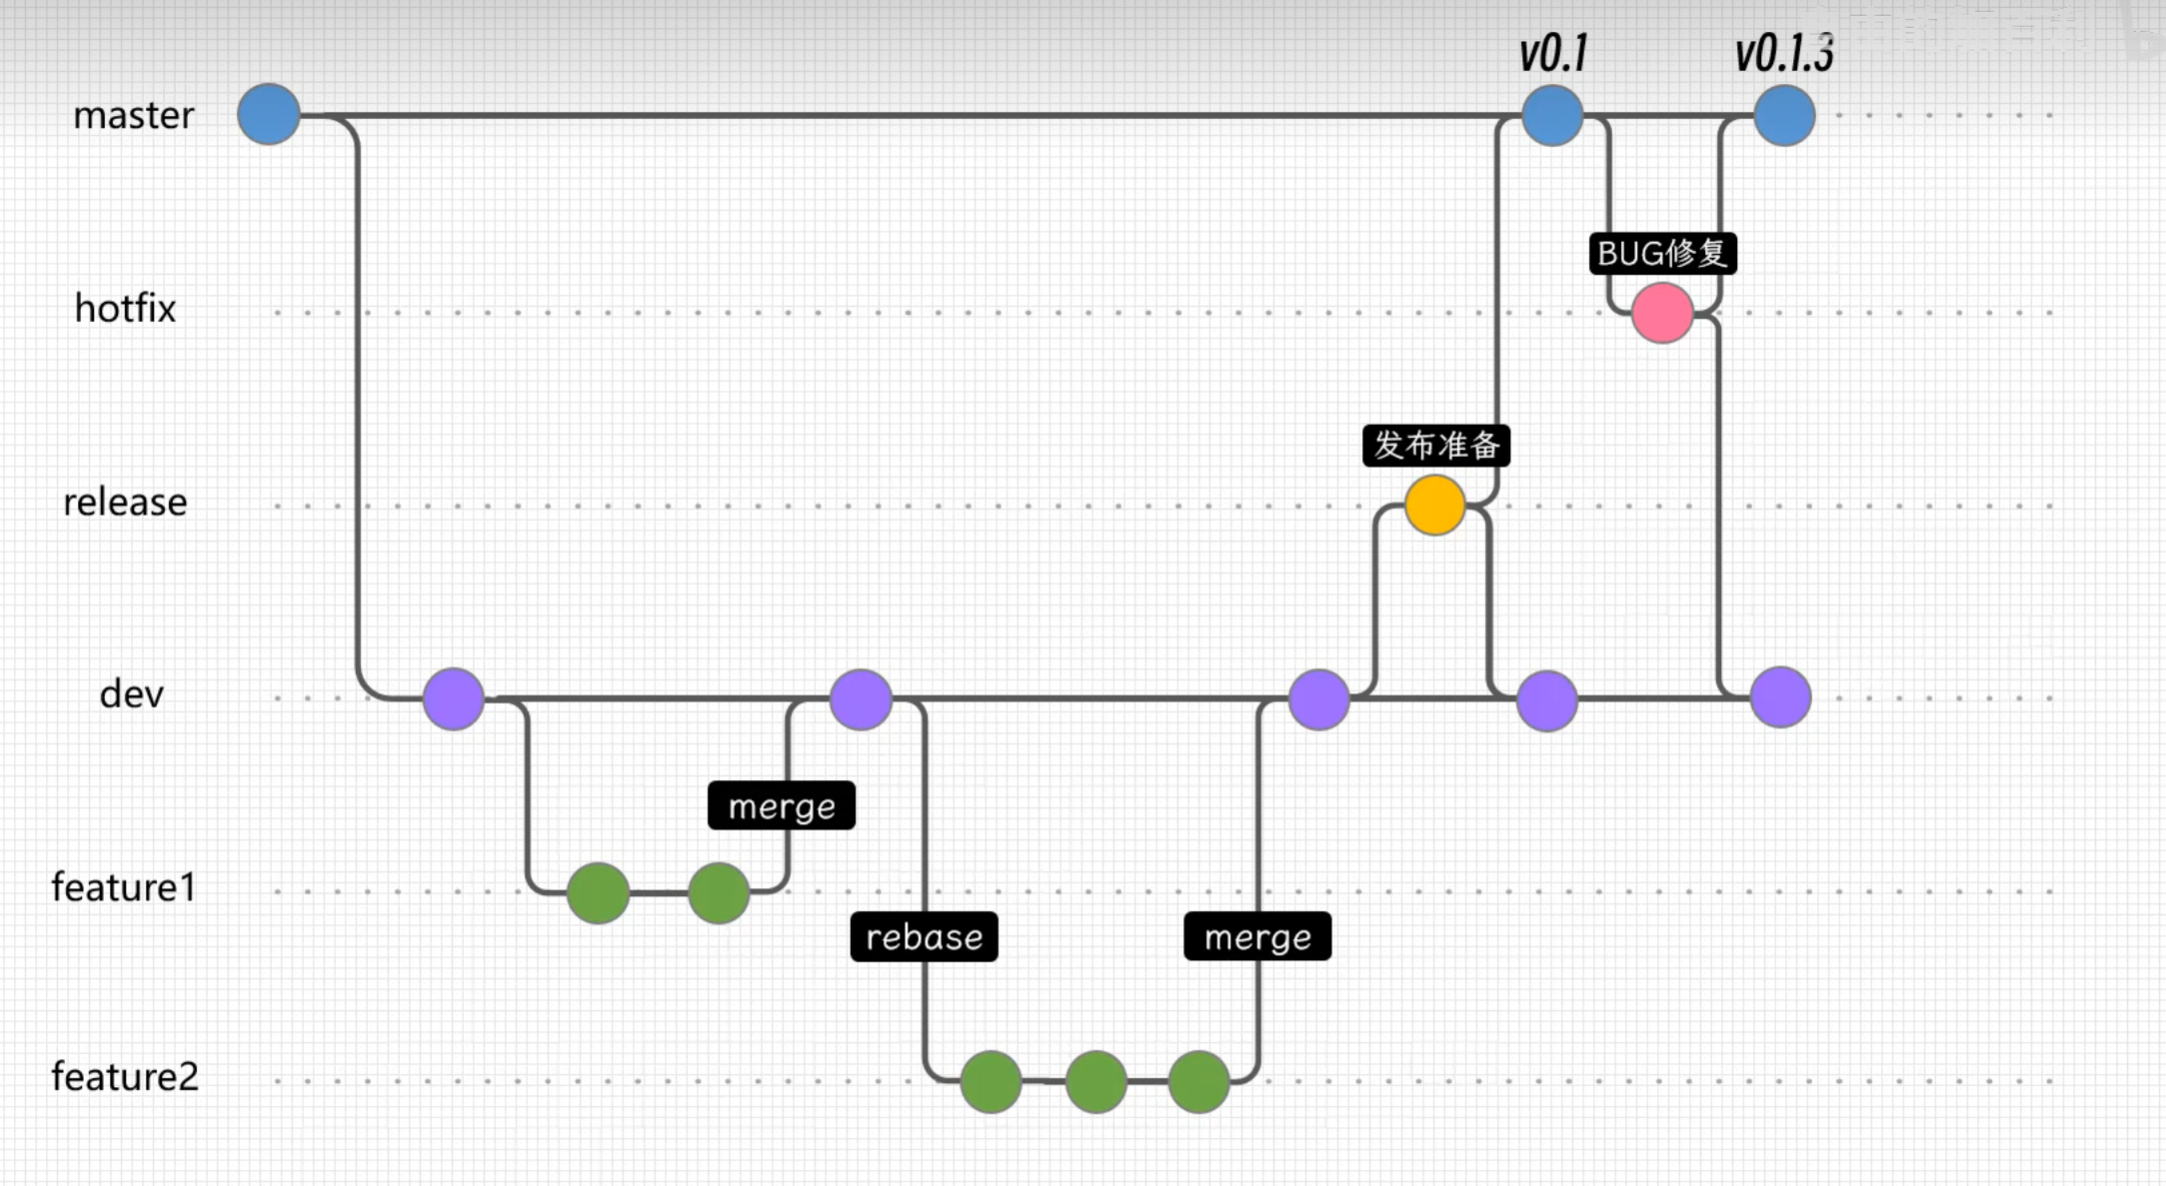 v0.1
v0.1.3
master
BUG修复
hotfix
发布准备
release
dev
merge
feature1
rebase
merge
feature2